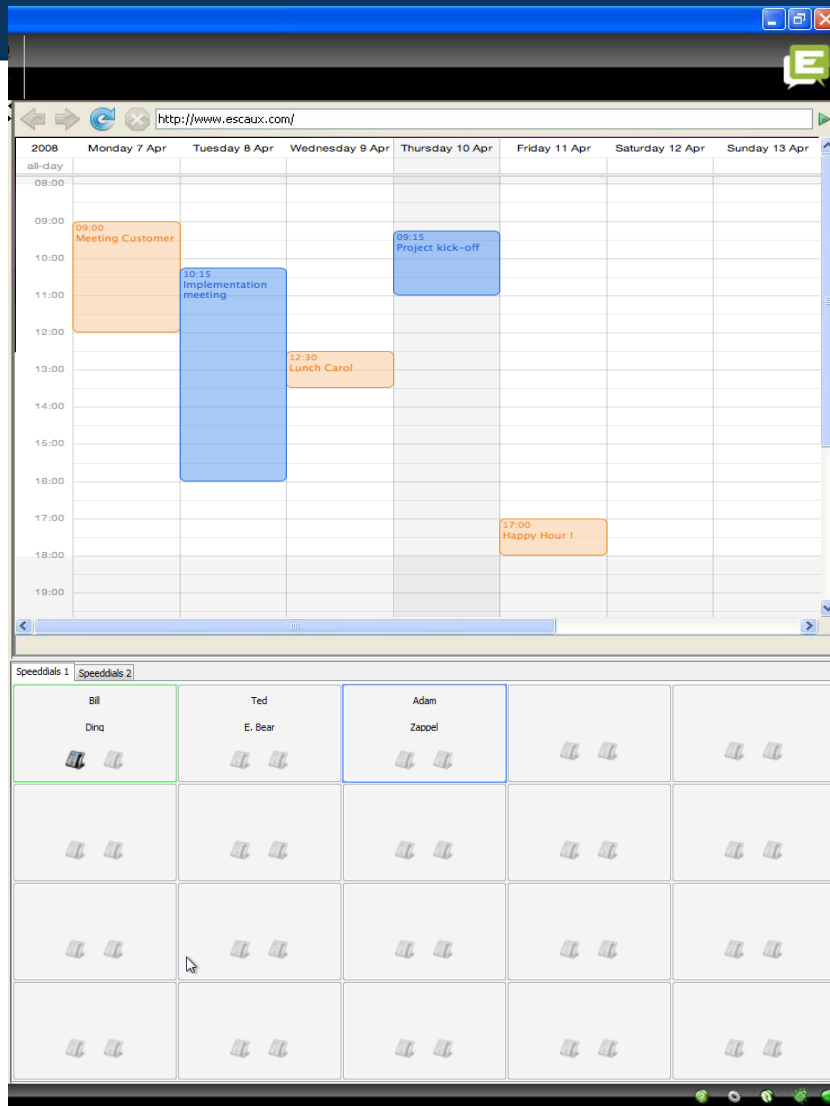 E
http://www.escaux.com/
2008 Monday 7 Apr Tuesday 8 Apr Wednesday 9 Apr Thursday 10 Apr Friday 11 Apr Saturday 12 Apr Sunday 13 Apr
all-day
08:00
09:00
10:00
11:00
12:00
13:00
14:00
15:00
16:00
17:00
18:00
19:00
09:00
Meeting Customer
10:15
Implementation
meeting
12:30
Lunch Carol
09:15
Project kick-off
17:00
Happy Hour !
Speeddials 1 Speeddials 2
Bill Ted Adam
Ding E. Bear Zappel